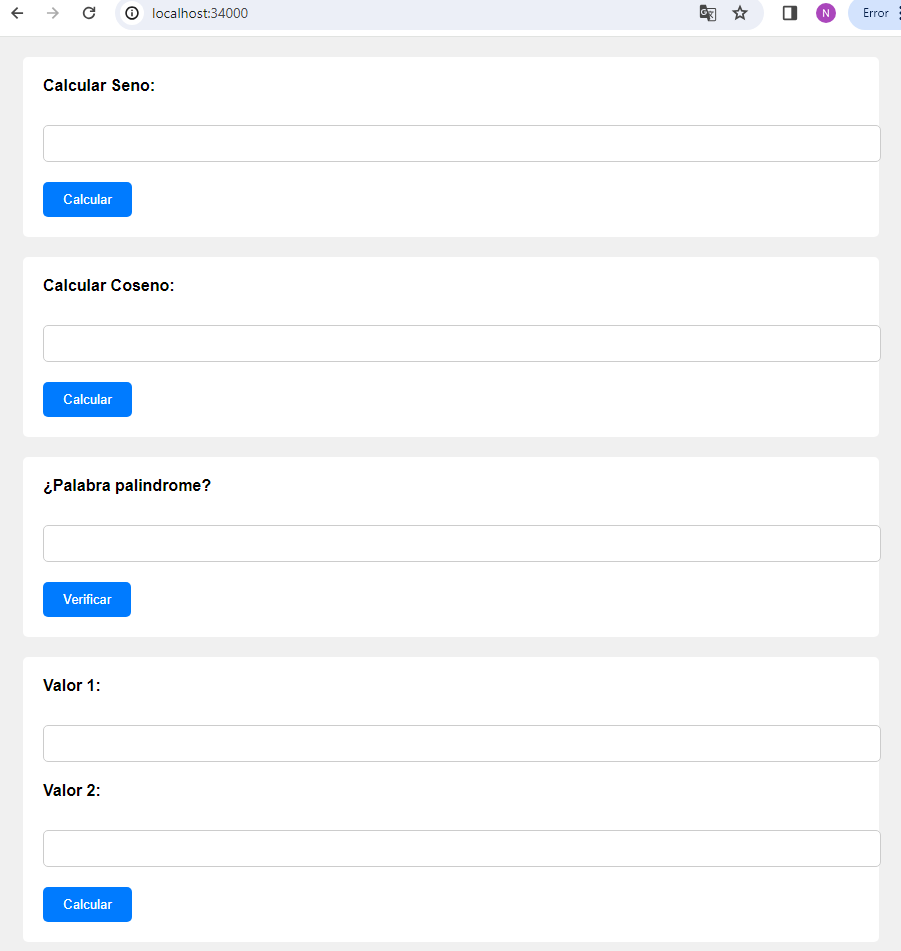 localhost:34000
N
Error
Calcular Seno:
Calcular
Calcular Coseno:
Calcular
¿Palabra palindrome?
Verificar
Valor 1:
Valor 2:
Calcular